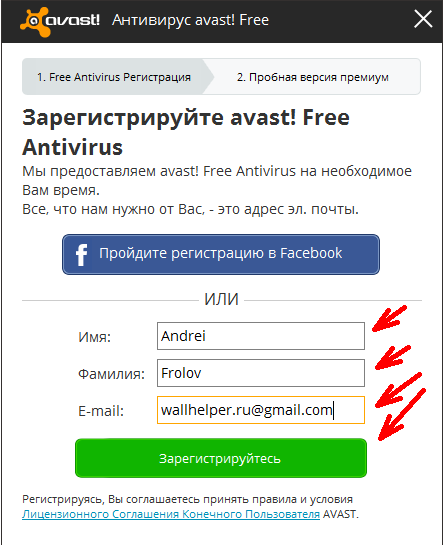 avast! Антивирус avast! Free
1. Free Antivirus Регистрация 2. Пробная версия премиум
Зарегистрируйте avast! Free
Antivirus
Мы предоставляем avast! Free Antivirus на необходимое
Вам время.
Все, что нам нужно от Вас, - это адрес эл. почты.
f Пройдите регистрацию в Facebook
ИЛИ
Имя: Andrei
Фамилия: Frolov
E-mail: wallhelper.ru@gmail.com
Зарегистрируйтесь
Регистрируясь, Вы соглашаетесь принять правила и условия
Лицензионного Соглашения Конечного Пользователя AVAST.